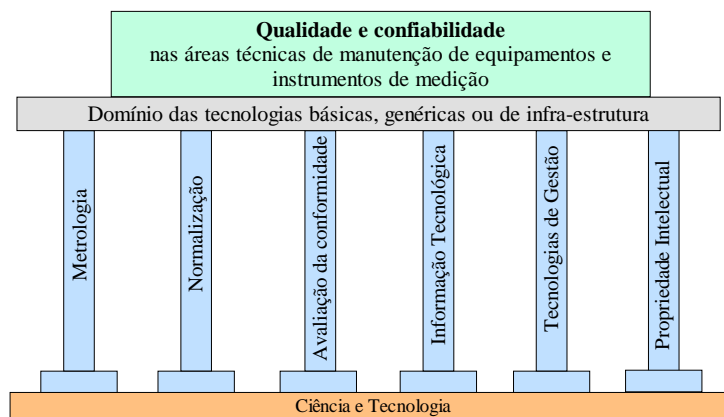 Qualidade e confiabilidade
nas áreas técnicas de manutenção de equipamentos e
instrumentos de medição
Domínio das tecnologias básicas, genéricas ou de infra-estrutura
Metrologia
Normalização
Avaliação da conformidade
Informação Tecnológica
Tecnologias de Gestão
Propriedade Intelectual
Ciência e Tecnologia